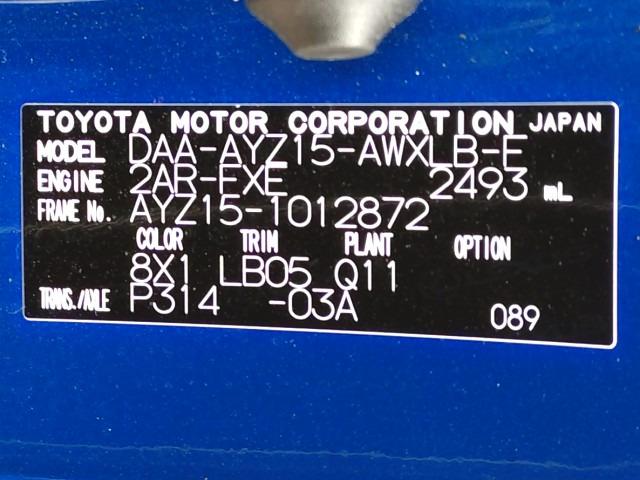 TOYOTA MOTOR CORPORATION JAPAN
MODEL DAA-AYZ15-AWXLB-E
ENGINE 2AR-FXE 2493 mL
FRAME No. AYZ15-1012872
COLOR TRIM PLANT OPTION
8X1 LB05 Q11
TRANS./AXLE P314 -03A 089